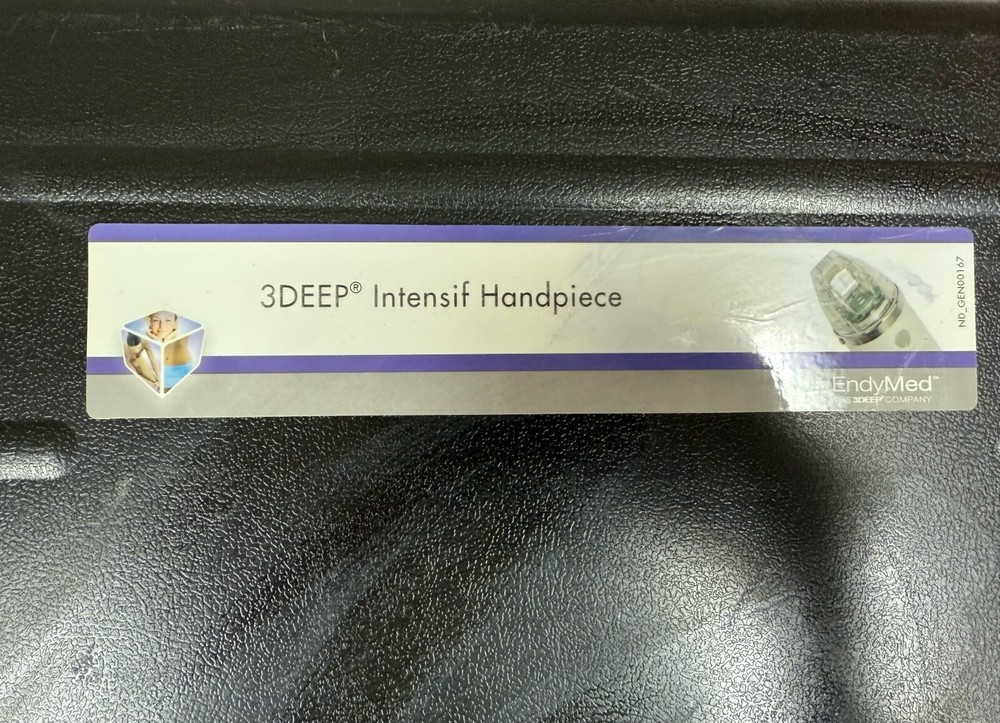 3DEEP® Intensif Handpiece
ND_GEN00167
EndyMed™
3DEEP® COMPANY